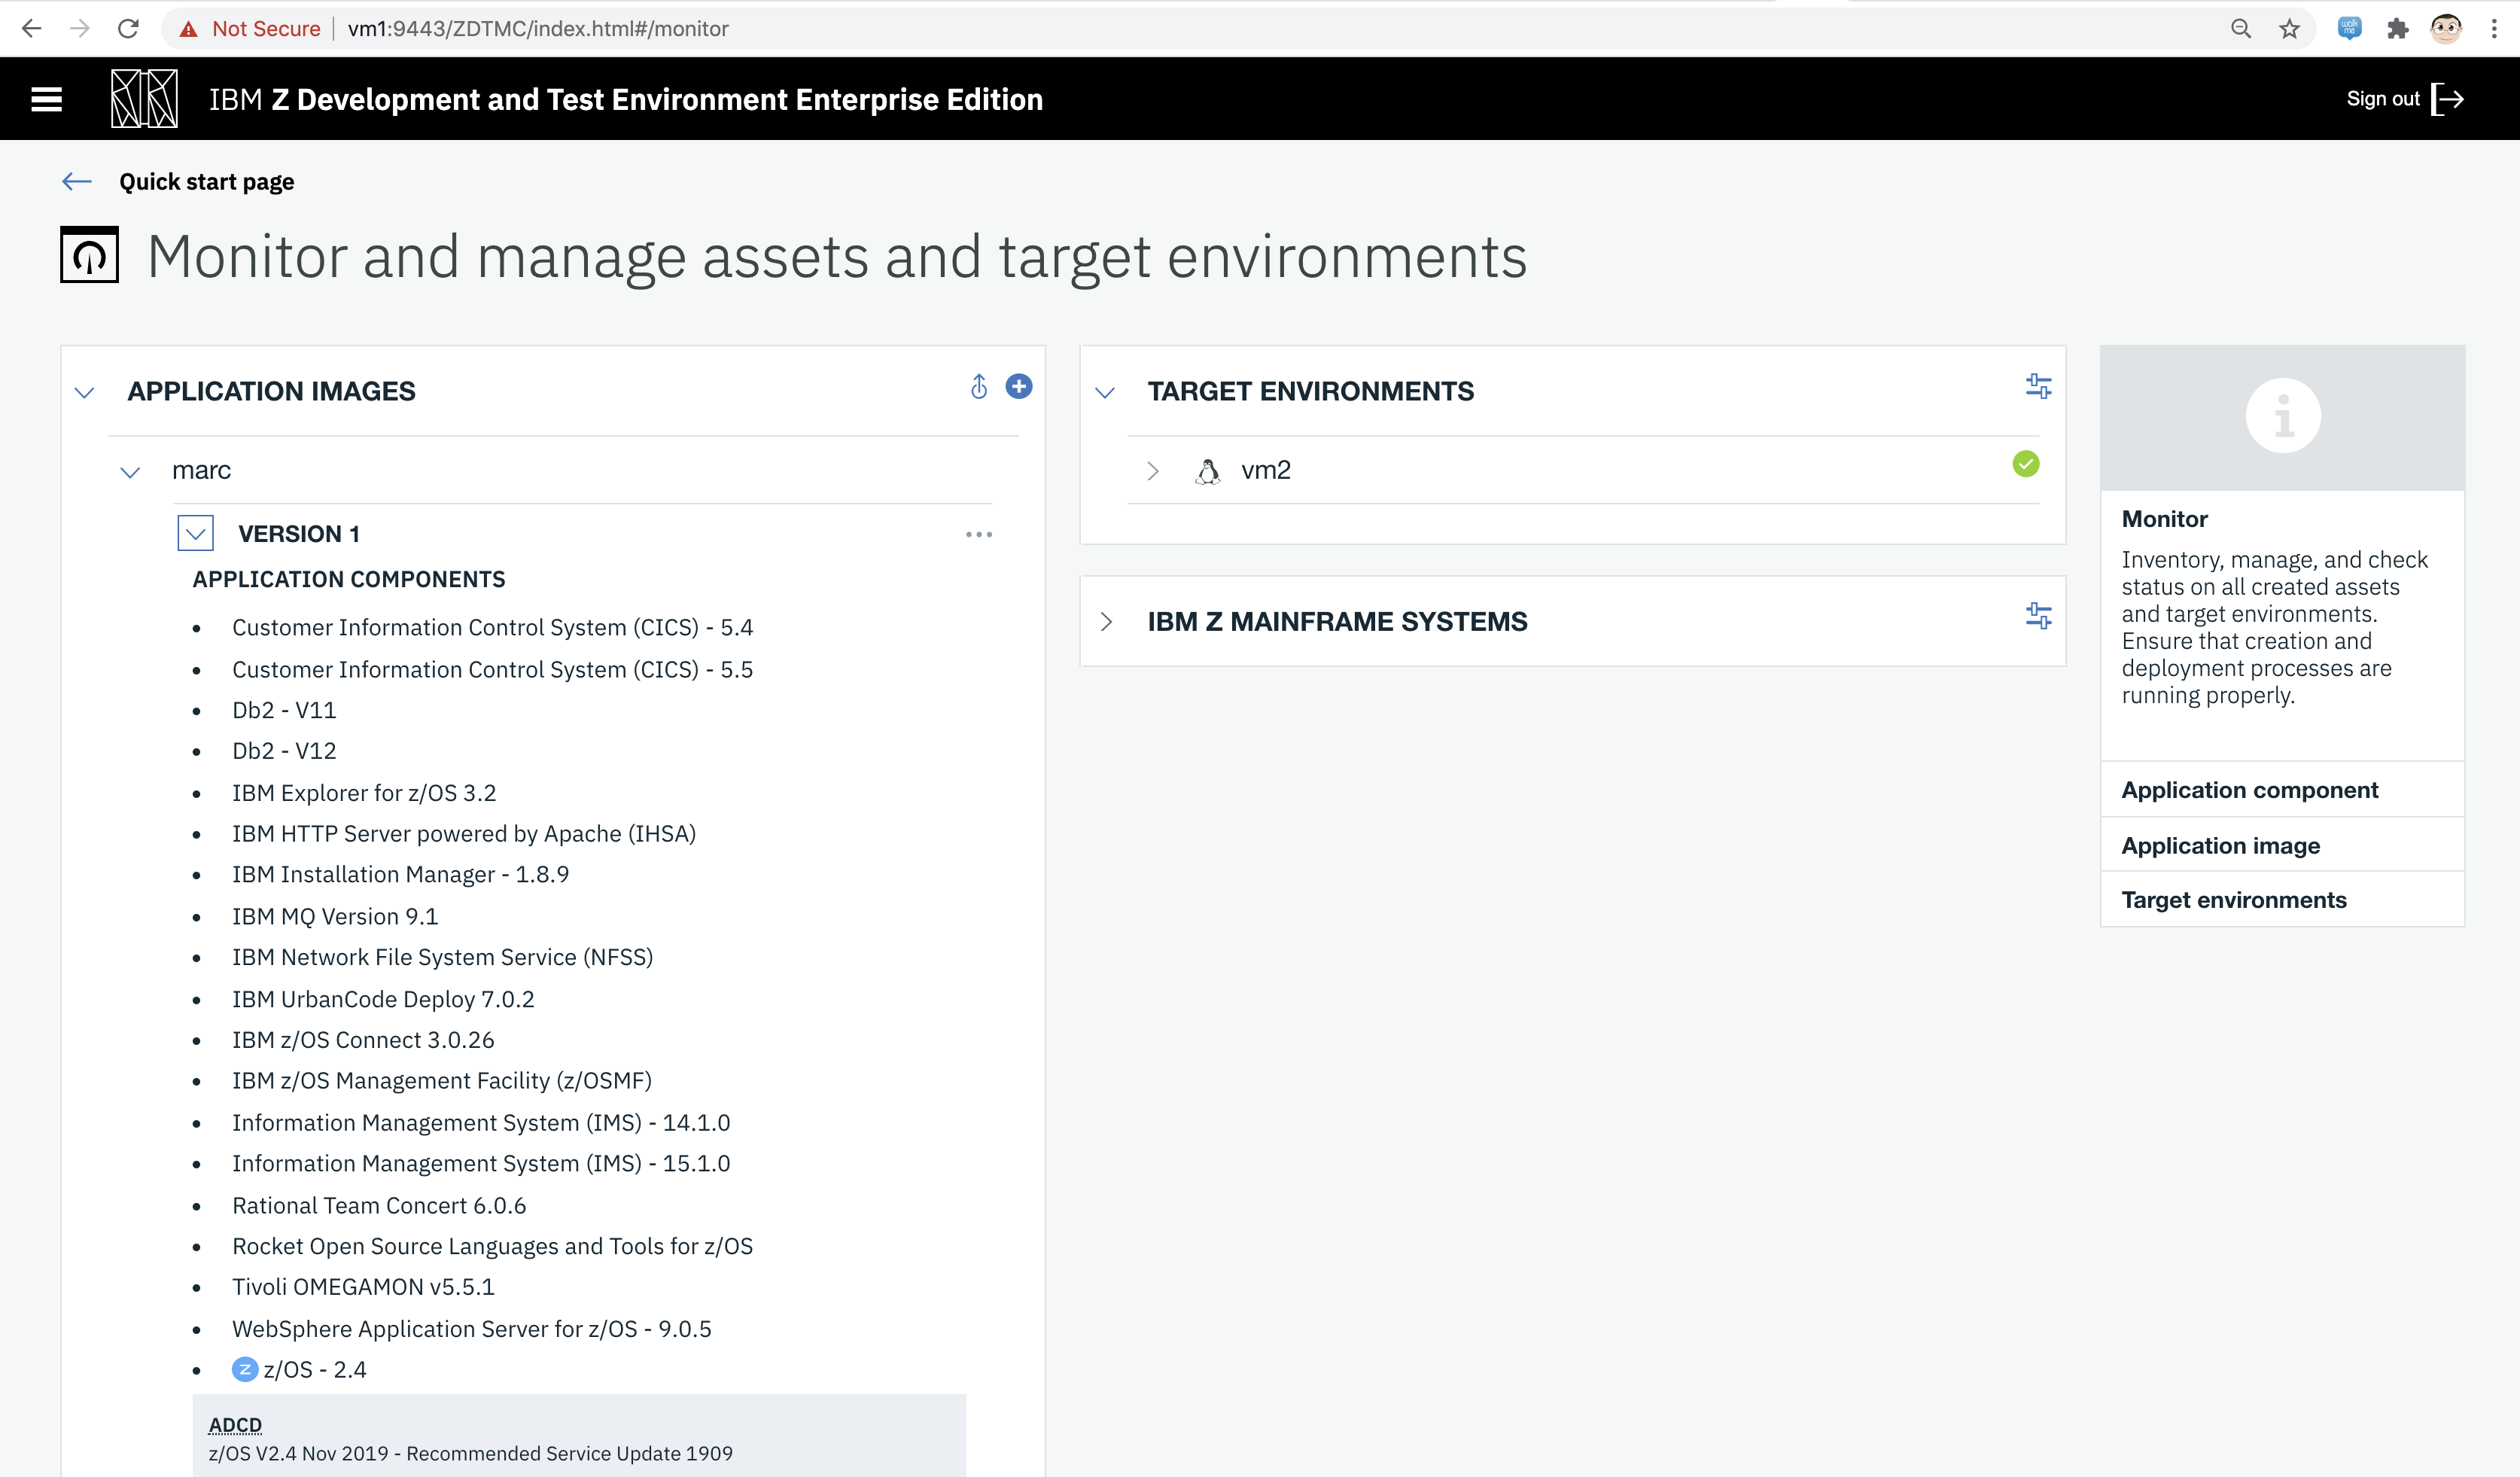 Not Secure
vm1:9443/ZDTMC/index.html#/monitor
walk me
IBM Z Development and Test Environment Enterprise Edition
Sign out
Quick start page
Monitor and manage assets and target environments
APPLICATION IMAGES
marc
VERSION 1
APPLICATION COMPONENTS
Customer Information Control System (CICS) - 5.4
Customer Information Control System (CICS) - 5.5
Db2 - V11
Db2 - V12
IBM Explorer for z/OS 3.2
IBM HTTP Server powered by Apache (IHSA)
IBM Installation Manager - 1.8.9
IBM MQ Version 9.1
IBM Network File System Service (NFSS)
IBM UrbanCode Deploy 7.0.2
IBM z/OS Connect 3.0.26
IBM z/OS Management Facility (z/OSMF)
Information Management System (IMS) - 14.1.0
Information Management System (IMS) - 15.1.0
Rational Team Concert 6.0.6
Rocket Open Source Languages and Tools for z/OS
Tivoli OMEGAMON v5.5.1
WebSphere Application Server for z/OS - 9.0.5
Z z/OS - 2.4
ADCD
z/OS V2.4 Nov 2019 - Recommended Service Update 1909
TARGET ENVIRONMENTS
vm2
IBM Z MAINFRAME SYSTEMS
Monitor
Inventory, manage, and check
status on all created assets
and target environments.
Ensure that creation and
deployment processes are
running properly.
Application component
Application image
Target environments